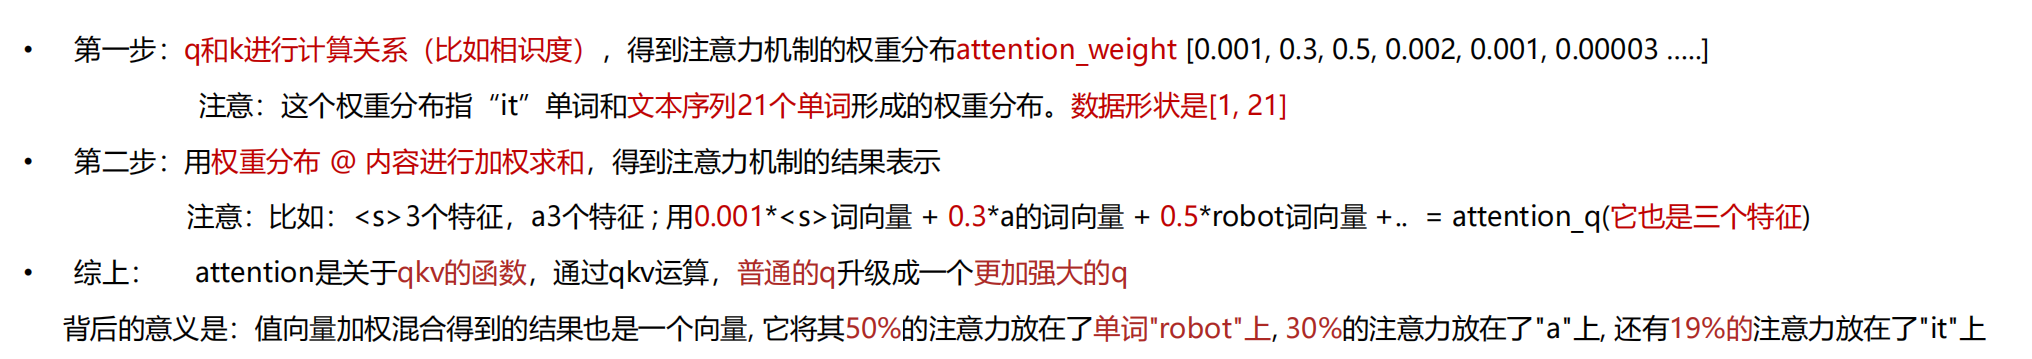 • 第一步：q和k进行计算关系（比如相识度），得到注意力机制的权重分布attention_weight [0.001, 0.3, 0.5, 0.002, 0.001, 0.00003 .....]
注意：这个权重分布指“it”单词和文本序列21个单词形成的权重分布。数据形状是[1, 21]
• 第二步：用权重分布 @ 内容进行加权求和，得到注意力机制的结果表示
注意：比如：<s>3个特征，a3个特征 ; 用0.001*<s>词向量 + 0.3*a的词向量 + 0.5*robot词向量 +.. = attention_q(它也是三个特征)
• 综上： attention是关于qkv的函数，通过qkv运算，普通的q升级成一个更加强大的q
背后的意义是：值向量加权混合得到的结果也是一个向量, 它将其50%的注意力放在了单词"robot"上, 30%的注意力放在了"a"上, 还有19%的注意力放在了"it"上